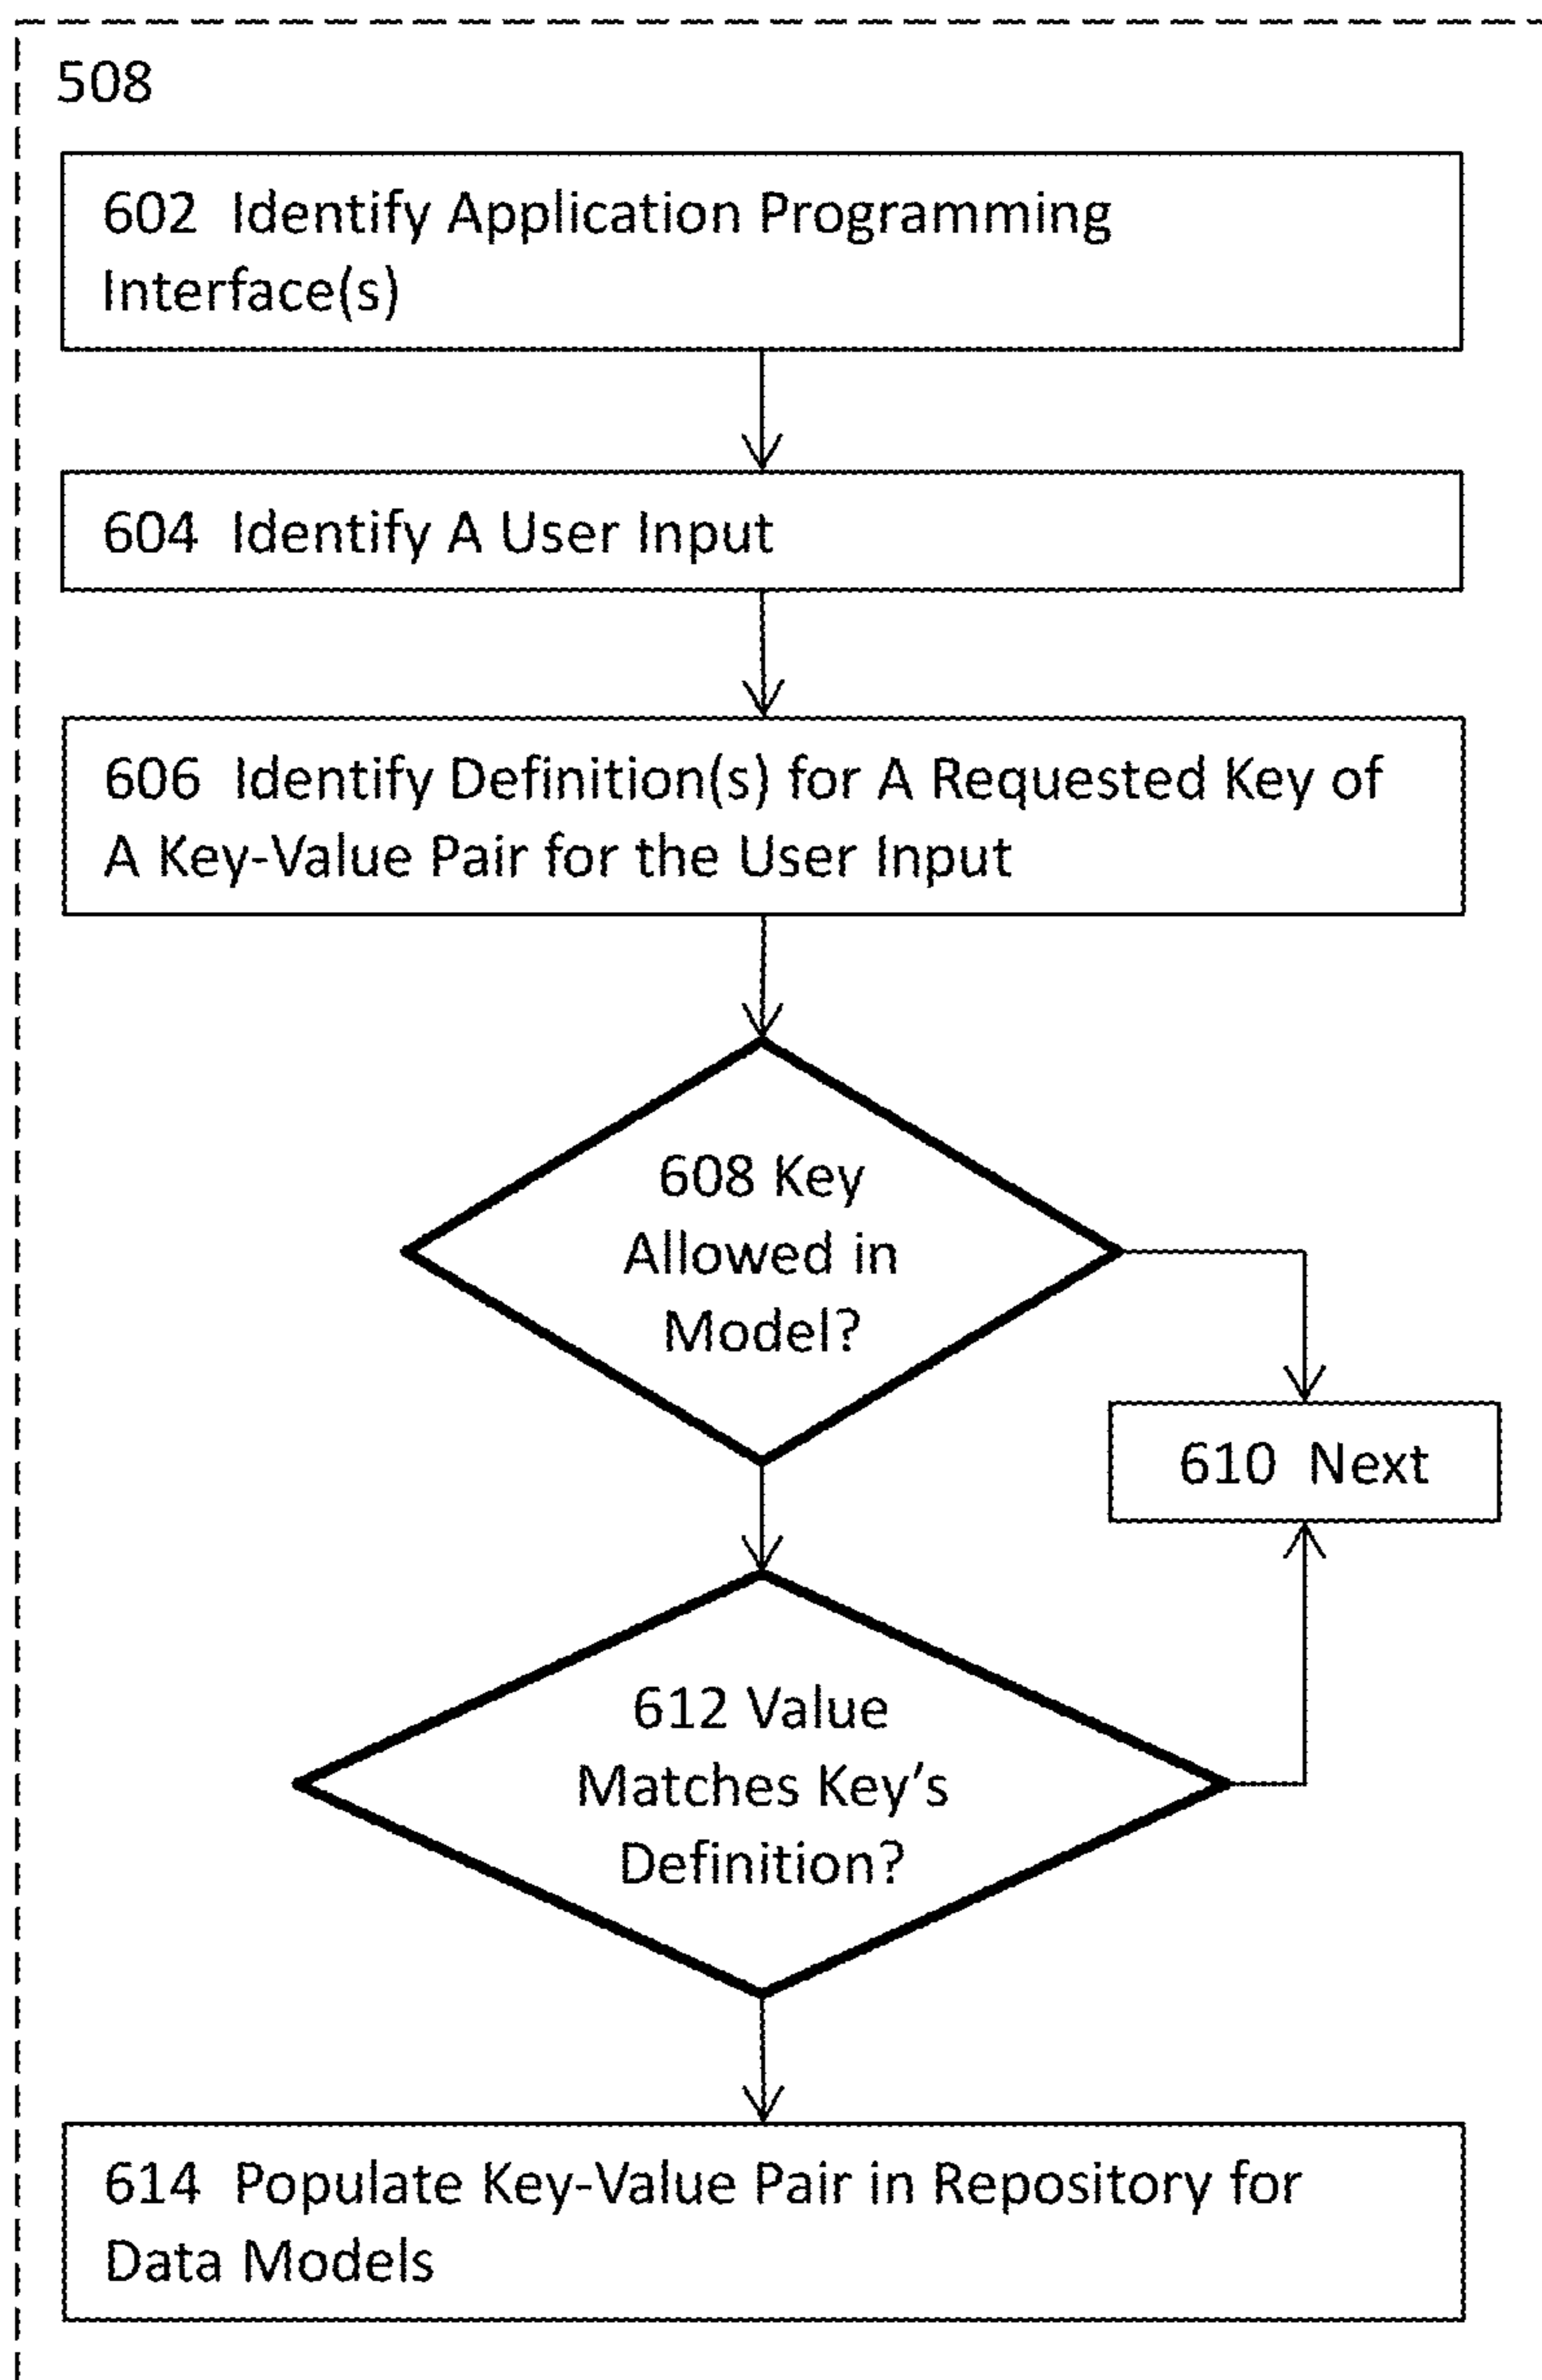 508
602 Identify Application Programming
Interface(s)
604 Identify A User Input
606 Identify Definition(s) for A Requested Key of
A Key-Value Pair for the User Input
608 Key
Allowed in
Model?
610 Next
612 Value
Matches Key’s
Definition?
614 Populate Key-Value Pair in Repository for
Data Models